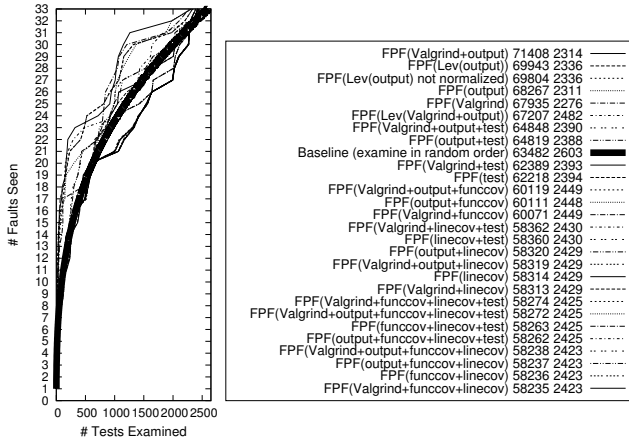 33
32
31
30
29
28
27
26
25
24
23
22
21
20
19
18
17
16
15
14
13
12
11
10
9
8
7
6
5
4
3
2
1
0
# Faults Seen
0 500 1000 1500 2000 2500
# Tests Examined
FPF(Valgrind+output) 71408 2314
FPF(Lev(output)) 69943 2336
FPF(Lev(output)) not normalized) 69804 2336
FPF(output) 68267 2311
FPF(Valgrind) 67935 2276
FPF(Lev(Valgrind+output)) 67207 2482
FPF(Valgrind+output+test) 64848 2390
FPF(output+test) 64819 2388
Baseline (examine in random order) 63482 2603
FPF(Valgrind+test) 62389 2393
FPF(test) 62218 2394
FPF(Valgrind+output+funccov) 60119 2449
FPF(output+funccov) 60111 2448
FPF(Valgrind+funccov) 60071 2449
FPF(Valgrind+linecov+test) 58362 2430
FPF(linecov+test) 58360 2430
FPF(output+linecov) 58320 2429
FPF(Valgrind+output+linecov) 58319 2429
FPF(linecov) 58314 2429
FPF(Valgrind+linecov) 58313 2429
FPF(Valgrind+funccov+linecov+test) 58274 2425
FPF(Valgrind+output+funccov+linecov+test) 58272 2425
FPF(funccov+linecov+test) 58263 2425
FPF(output+funccov+linecov+test) 58262 2425
FPF(Valgrind+output+funccov+linecov) 58238 2423
FPF(output+funccov+linecov) 58237 2423
FPF(funccov+linecov) 58236 2423
FPF(Valgrind+funccov+linecov) 58235 2423